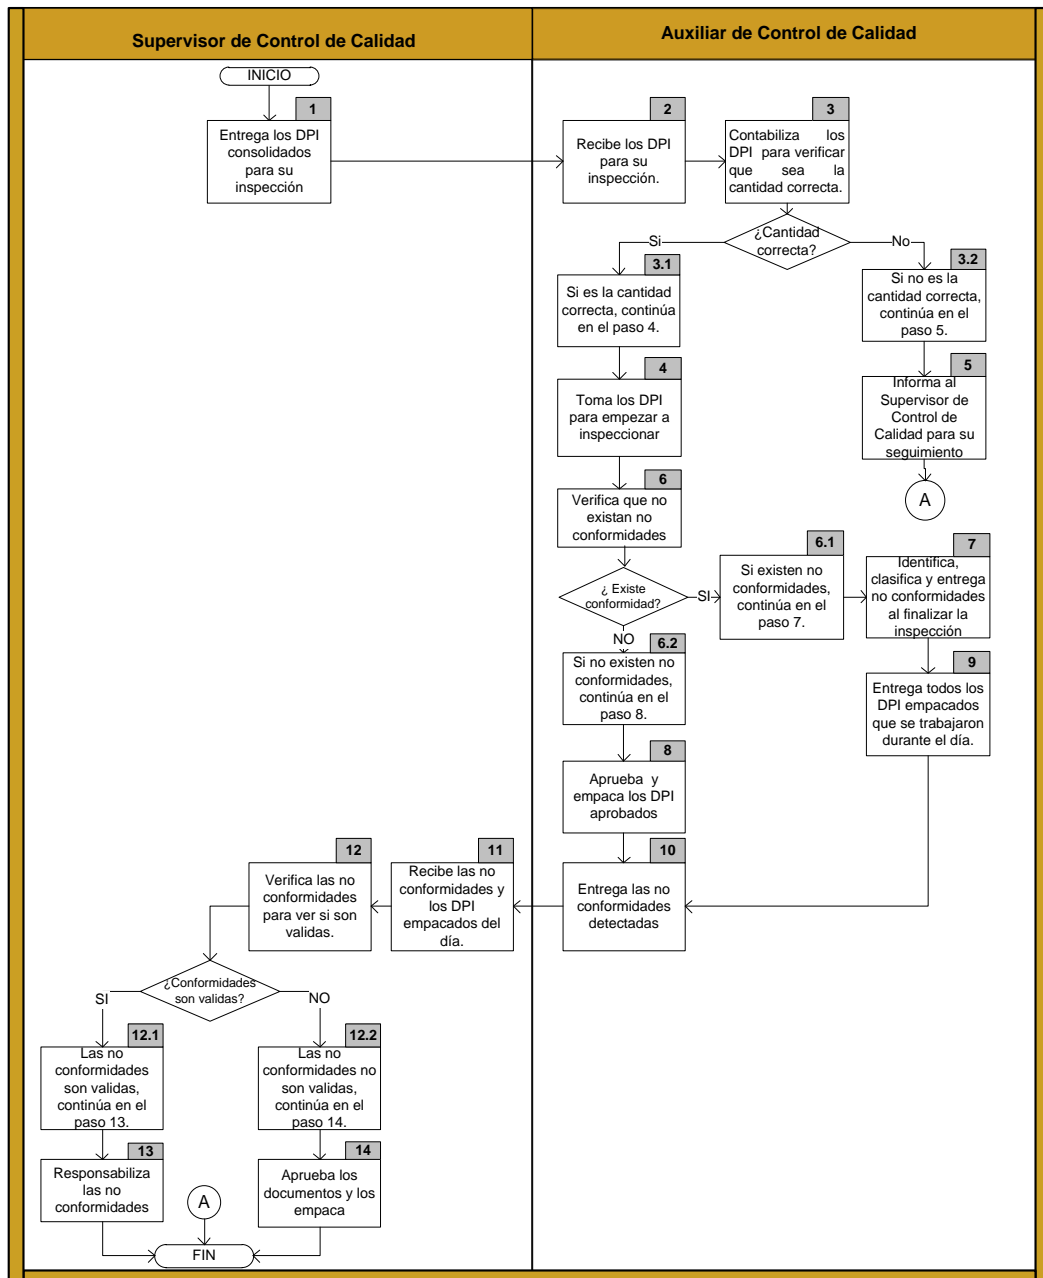 Supervisor de Control de Calidad
Auxiliar de Control de Calidad
INICIO
1
Entrega los DPI
consolidados
para su
inspección
2
Recibe los DPI
para su
inspección.
3
Contabiliza los
DPI para verificar
que sea la
cantidad correcta.
¿Cantidad
correcta?
Si
No
3.1
Si es la cantidad
correcta, continúa
en el paso 4.
3.2
Si no es la
cantidad correcta,
continúa en el
paso 5.
4
Toma los DPI
para empezar a
inspeccionar
5
Informa al
Supervisor de
Control de
Calidad para su
seguimiento
A
6
Verifica que no
existan no
conformidades
¿ Existe
conformidad?
SI
NO
6.1
Si existen no
conformidades,
continúa en el
paso 7.
7
Identifica,
clasifica y entrega
no conformidades
al finalizar la
inspección
6.2
Si no existen no
conformidades,
continúa en el
paso 8.
9
Entrega todos los
DPI empacados
que se trabajaron
durante el día.
8
Aprueba y
empaca los DPI
aprobados
10
Entrega las no
conformidades
detectadas
11
Recibe las no
conformidades y
los DPI
empacados del
día.
12
Verifica las no
conformidades
para ver si son
validas.
¿Conformidades
son validas?
SI
NO
12.1
Las no
conformidades
son validas,
continúa en el
paso 13.
12.2
Las no
conformidades no
son validas,
continúa en el
paso 14.
13
Responsabiliza
las no
conformidades
14
Aprueba los
documentos y los
empaca
A
FIN